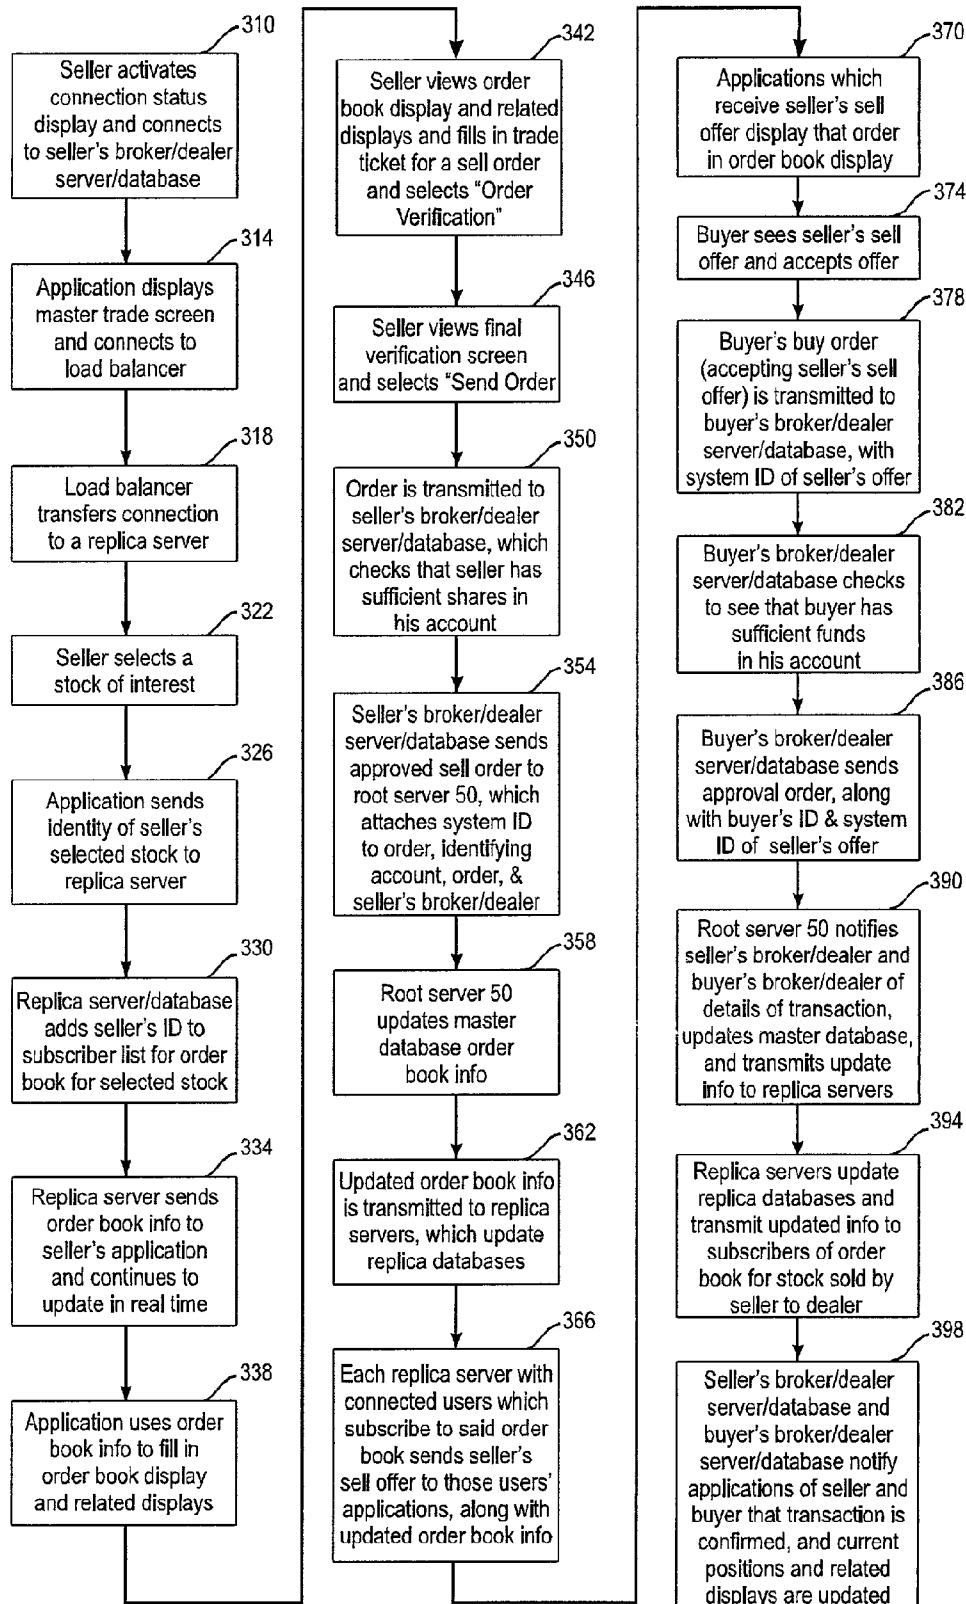 310
Seller activates
connection status
display and connects
to seller's broker/dealer
server/database
314
Application displays
master trade screen
and connects to
load balancer
318
Load balancer
transfers connection
to a replica server
322
Seller selects a
stock of interest
326
Application sends
identity of seller's
selected stock to
replica server
330
Replica server/database
adds seller's ID to
subscriber list for order
book for selected stock
334
Replica server sends
order book info to
seller's application
and continues to
update in real time
338
Application uses order
book info to fill in
order book display
and related displays
342
Seller views order
book display and related
displays and fills in trade
ticket for a sell order
and selects "Order
Verification"
346
Seller views final
verification screen
and selects "Send Order
350
Order is transmitted to
seller's broker/dealer
server/database, which
checks that seller has
sufficient shares in
his account
354
Seller's broker/dealer
server/database sends
approved sell order to
root server 50, which
attaches system ID
to order, identifying
account, order, &
seller's broker/dealer
358
Root server 50
updates master
database order
book info
362
Updated order book info
is transmitted to replica
servers, which update
replica databases
366
Each replica server with
connected users which
subscribe to said order
book sends seller's
sell offer to those users'
applications, along with
updated order book info
370
Applications which
receive seller's sell
offer display that order
in order book display
374
Buyer sees seller's sell
offer and accepts offer
378
Buyer's buy order
(accepting seller's sell
offer) is transmitted to
buyer's broker/dealer
server/database, with
system ID of seller's offer
382
Buyer's broker/dealer
server/database checks
to see that buyer has
sufficient funds
in his account
386
Buyer's broker/dealer
server/database sends
approval order, along
with buyer's ID & system
ID of seller's offer
390
Root server 50 notifies
seller's broker/dealer and
buyer's broker/dealer of
details of transaction,
updates master database,
and transmits update
info to replica servers
394
Replica servers update
replica databases and
transmit updated info to
subscribers of order
book for stock sold by
seller to dealer
398
Seller's broker/dealer
server/database and
buyer's broker/dealer
server/database notify
applications of seller and
buyer that transaction is
confirmed, and current
positions and related
displays are updated